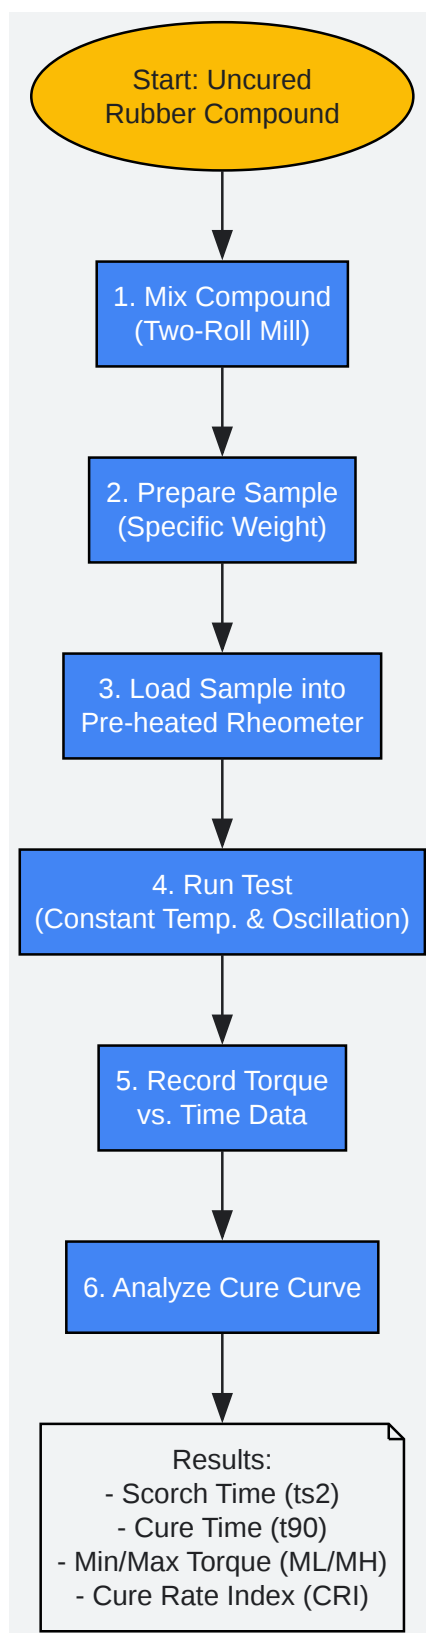 Start: Uncured
Rubber Compound
1. Mix Compound
(Two-Roll Mill)
2. Prepare Sample
(Specific Weight)
3. Load Sample into
Pre-heated Rheometer
4. Run Test
(Constant Temp. & Oscillation)
5. Record Torque
vs. Time Data
6. Analyze Cure Curve
Results:
- Scorch Time (ts2)
- Cure Time (t90)
- Min/Max Torque (ML/MH)
- Cure Rate Index (CRI)